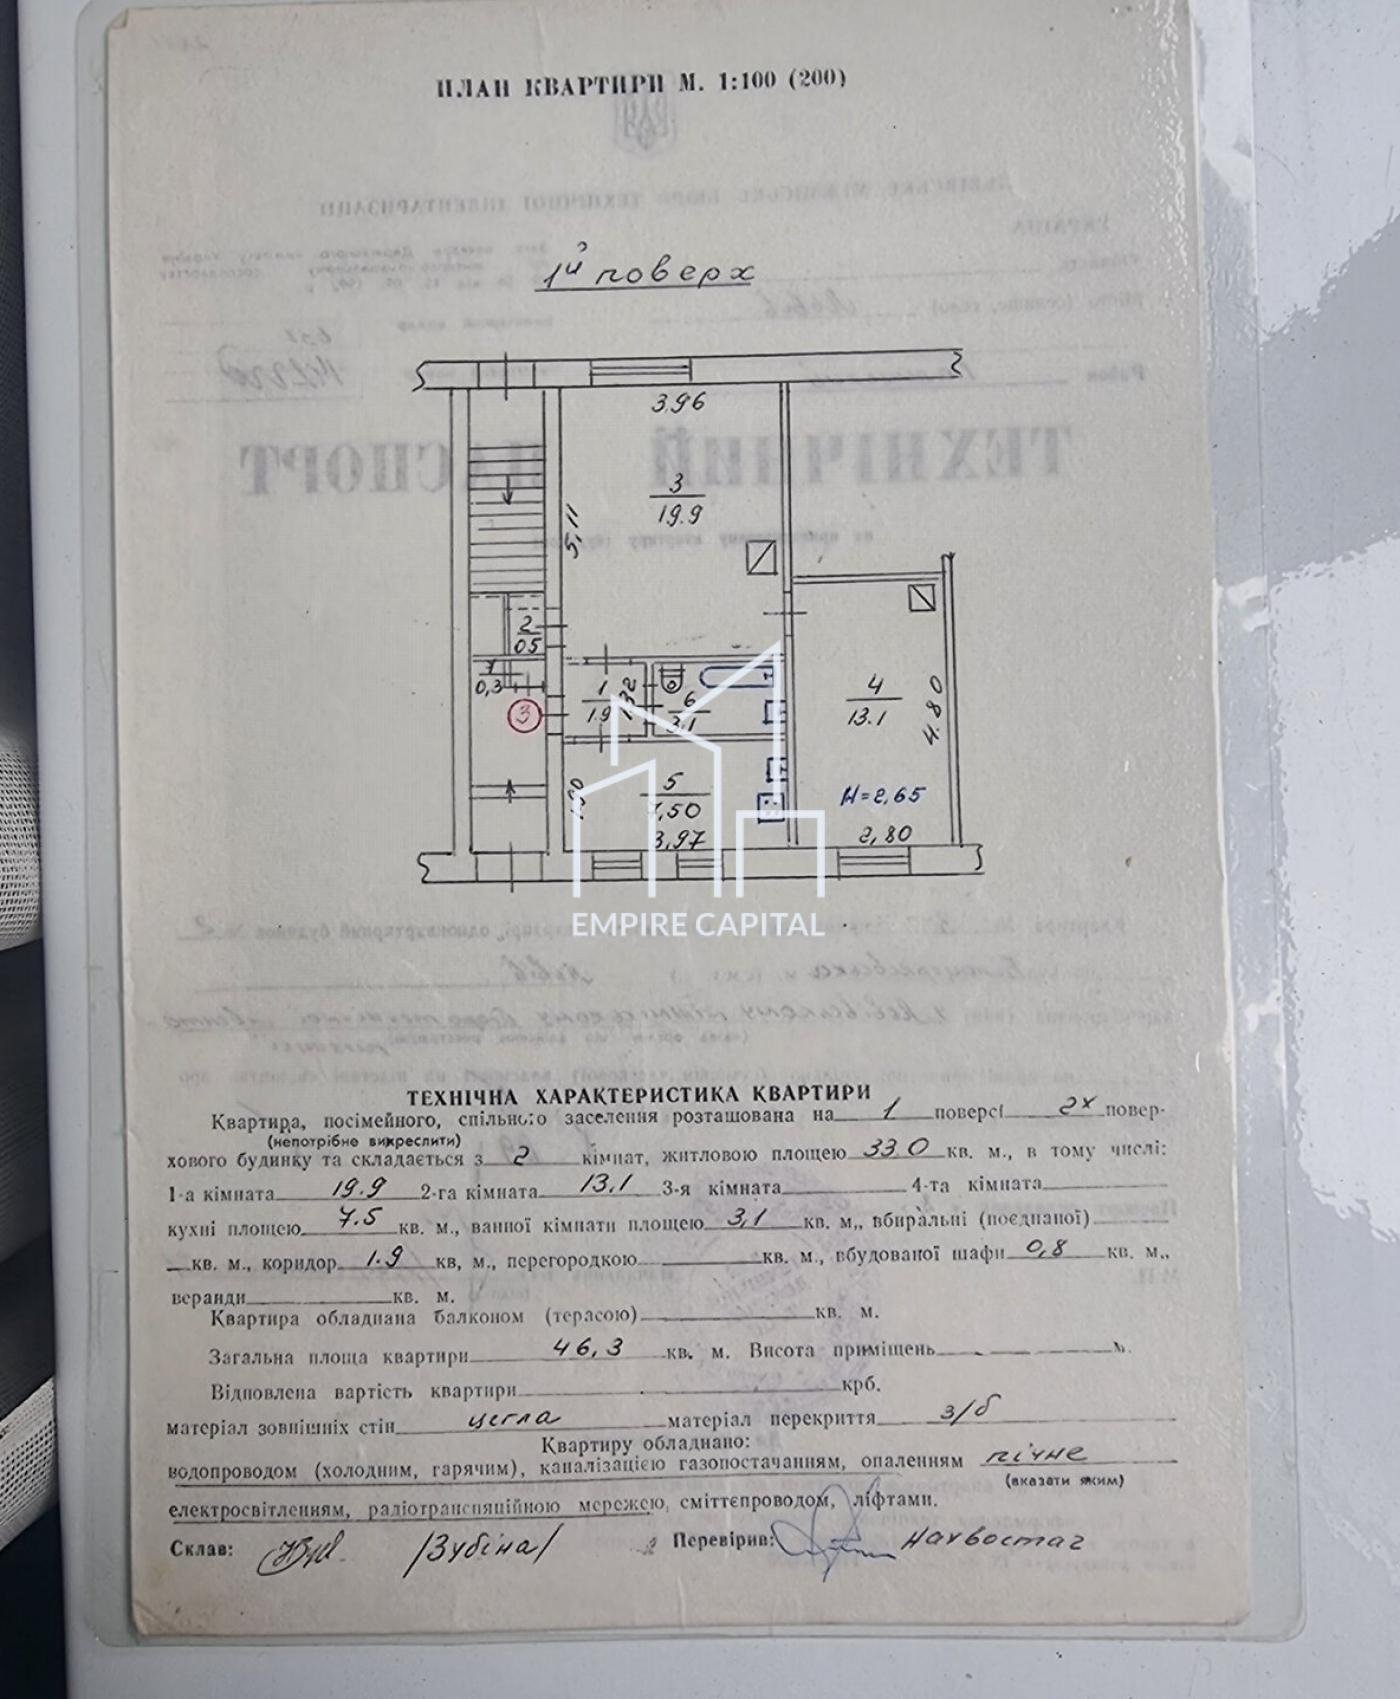 ПЛАН КВАРТИРИ М. 1:100 (200)
1й поверх
3.96
3
19.9
5,11
2
05
7
0,3
3
1
1.9
1.32
6
3.1
4
13.1
4.80
5
7,50
3,97
H=2,65
2,80
EMPIRE CAPITAL
ТЕХНІЧНА ХАРАКТЕРИСТИКА КВАРТИРИ
Квартира, посімейного, спільного заселення розташована на 1 поверсі 2х повер-
(непотрібне викреслити)
хового будинку та складається з 2 кімнат, житловою площею 33.0 кв. м., в тому числі:
1-а кімната 19.9 2-га кімната 13,1 3-я кімната 4-та кімната
кухні площею 7.5 кв. м., ванної кімнати площею 3,1 кв. м,, вбиральні (поєднаної)
кв. м., коридор 1.9 кв, м., перегородкою кв. м., вбудованої шафи 0,8 кв. м,,
веранди кв. м.
Квартира обладнана балконом (терасою) кв. м.
Загальна площа квартири 46,3 кв. м. Висота приміщень м.
Відновлена вартість квартири крб.
матеріал зовнішніх стін цегла матеріал перекриття з/б
Квартиру обладнано:
водопроводом (холодним, гарячим), каналізацією газопостачанням, опаленням пічне
(вказати яким)
електросвітленням, радіотрансляційною мережею, сміттєпроводом, ліфтами.
Склав: /Зубіна/ Перевірив: Нахвостач